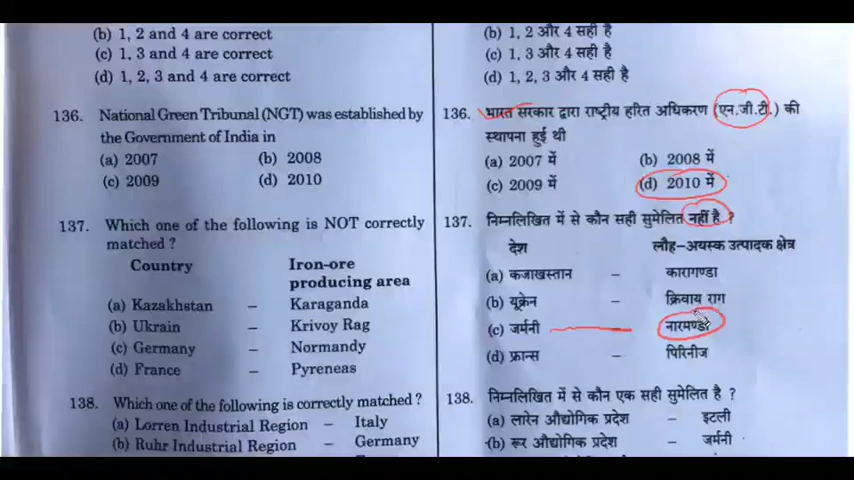 (b) 1, 2 and 4 are correct
(c) 1, 3 and 4 are correct
(d) 1, 2, 3 and 4 are correct
136. National Green Tribunal (NGT) was established by
the Government of India in
(a) 2007 (b) 2008
(c) 2009 (d) 2010
137. Which one of the following is NOT correctly
matched ?
Country Iron-ore
producing area
(a) Kazakhstan – Karaganda
(b) Ukrain – Krivoy Rag
(c) Germany – Normandy
(d) France – Pyreneas
138. Which one of the following is correctly matched ?
(a) Lorren Industrial Region – Italy
(b) Ruhr Industrial Region – Germany
(b) 1, 2 और 4 सही है
(c) 1, 3 और 4 सही है
(d) 1, 2, 3 और 4 सही है
136. भारत सरकार द्वारा राष्ट्रीय हरित अधिकरण (एन.जी.टी.) की
स्थापना हुई थी
(a) 2007 में (b) 2008 में
(c) 2009 में (d) 2010 में
137. निम्नलिखित में से कौन सही सुमेलित नहीं है ?
देश लौह-अयस्क उत्पादक क्षेत्र
(a) कजाखस्तान – कारागण्डा
(b) यूक्रेन – क्रिवाय राग
(c) जर्मनी – नारमण्डी
(d) फ्रान्स – पिरिनीज
138. निम्नलिखित में से कौन एक सही सुमेलित है ?
(a) लारेन औद्योगिक प्रदेश – इटली
(b) रूर औद्योगिक प्रदेश – जर्मनी